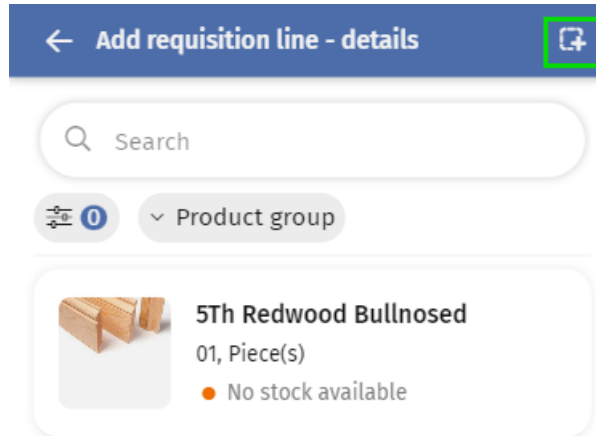 Add requisition line - details
Search
0
Product group
5Th Redwood Bullnosed
01, Piece(s)
No stock available